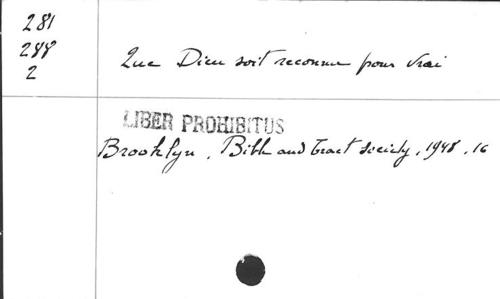 281
288
2
Que Dieu soit reconnu pour vrai
LIBER PROHIBITUS
Brooklyn, Bible and Tract Society, 1948, 16